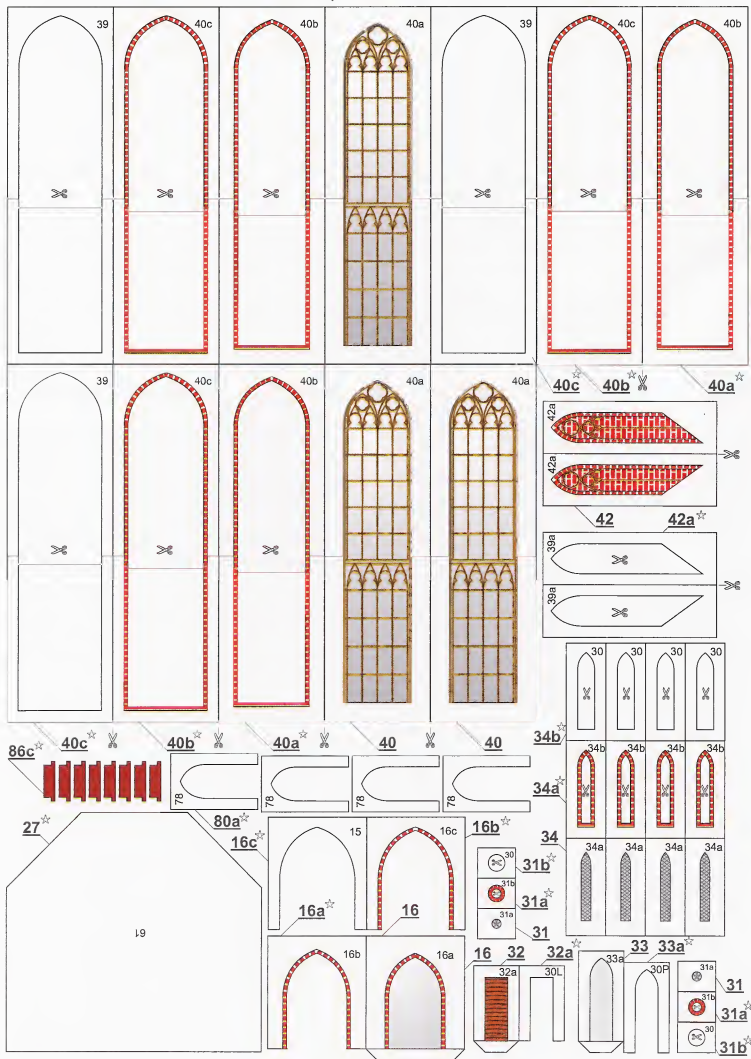 39 40c 40b 40a 39 40c 40b
39 40c 40b 40a 40a
40c☆ 40b☆ 40a☆
42a
42a
42 42a☆
39a
39a
30 30 30 30
34b☆
34b 34b 34b 34b
34a☆
34
34a 34a 34a 34a
40c☆ 40b☆ 40a☆ 40 40
86c☆
78 78 78 78
80a☆
27☆
16c☆ 15 16c 16b☆
30 31b☆
31b 31a☆
31a 31
16a☆ 16
16b 16a 16
32 32a☆
32a 30L
33 33a☆
33a 30P
31a 31
31b 31a☆
30 31b☆
19